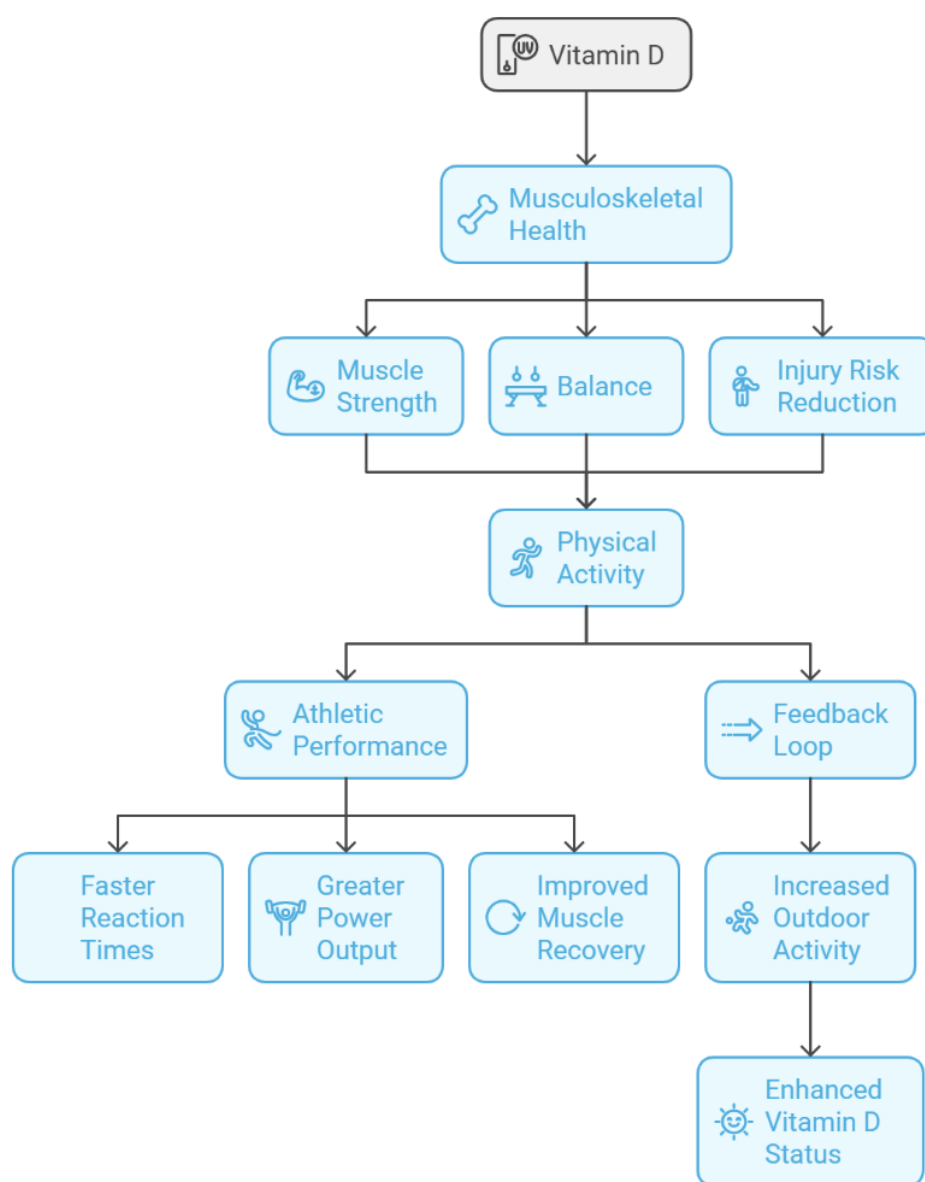 UV
Vitamin D
Musculoskeletal
Health
Muscle
Strength
Balance
Injury Risk
Reduction
Physical
Activity
Athletic
Performance
Feedback
Loop
Faster
Reaction
Times
Greater
Power
Output
Improved
Muscle
Recovery
Increased
Outdoor
Activity
Enhanced
Vitamin D
Status